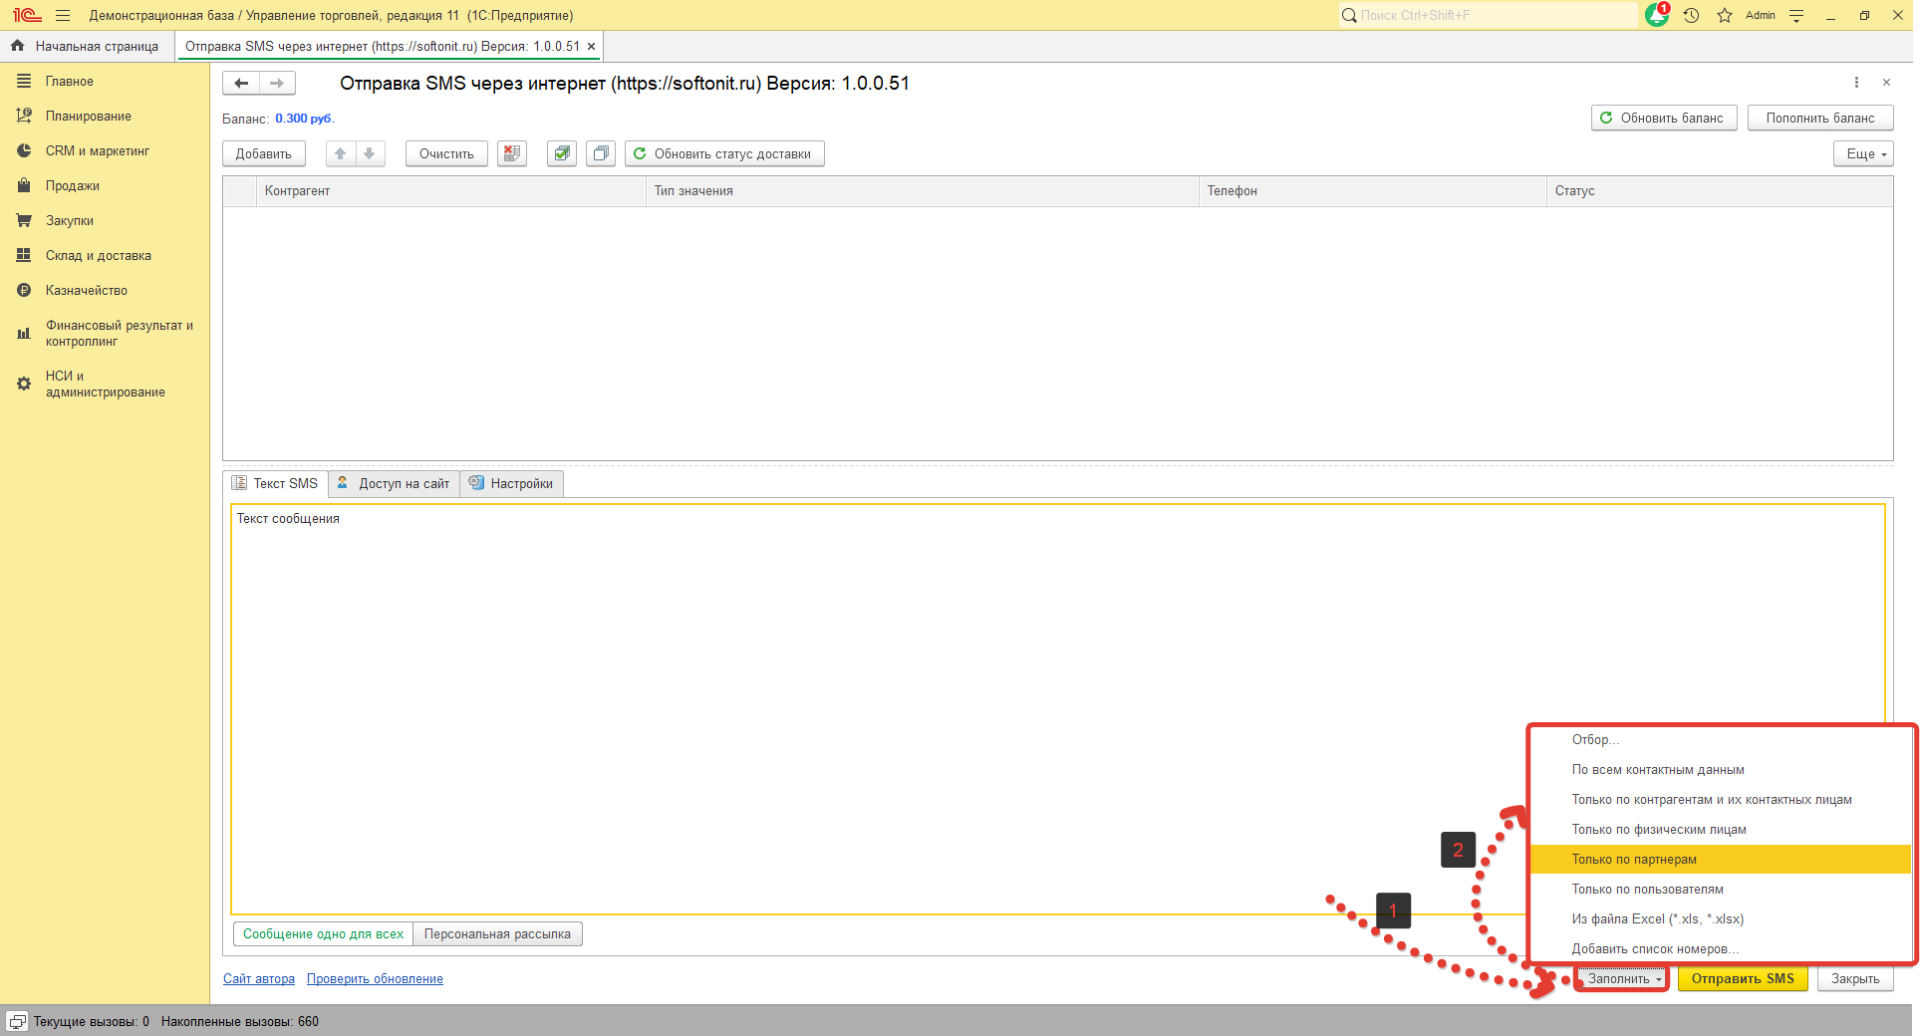 1С Демонстрационная база / Управление торговлей, редакция 11 (1С:Предприятие)
Поиск Ctrl+Shift+F
1
Admin
Начальная страница
Отправка SMS через интернет (https://softonit.ru) Версия: 1.0.0.51 ×
Главное
Планирование
CRM и маркетинг
Продажи
Закупки
Склад и доставка
Казначейство
Финансовый результат и
контроллинг
НСИ и
администрирование
Отправка SMS через интернет (https://softonit.ru) Версия: 1.0.0.51
Баланс: 0.300 руб.
Обновить баланс
Пополнить баланс
Добавить
Очистить
Обновить статус доставки
Еще
Контрагент
Тип значения
Телефон
Статус
Текст SMS
Доступ на сайт
Настройки
Текст сообщения
Отбор...
По всем контактным данным
Только по контрагентам и их контактных лицам
Только по физическим лицам
Только по партнерам
Только по пользователям
Из файла Excel (*.xls, *.xlsx)
Добавить список номеров...
2
1
Сообщение одно для всех
Персональная рассылка
Сайт автора
Проверить обновление
Заполнить
Отправить SMS
Закрыть
Текущие вызовы: 0 Накопленные вызовы: 660